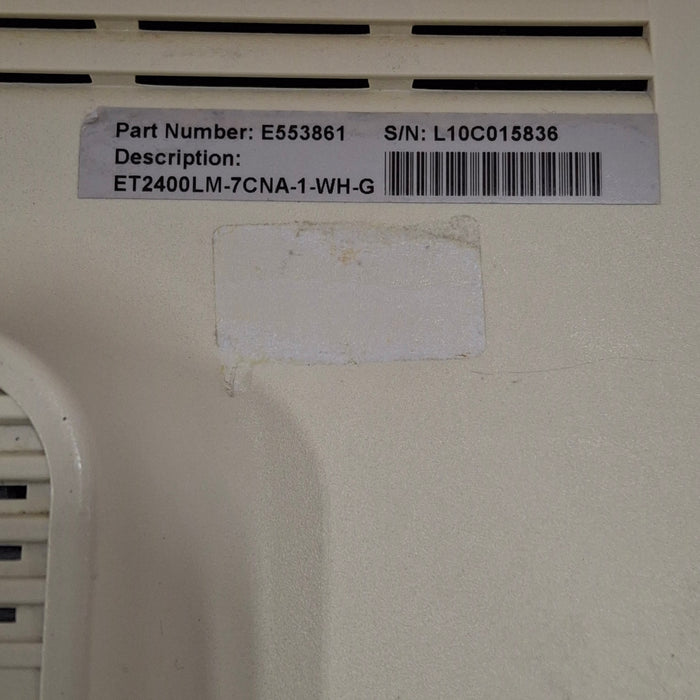 Part Number: E553861 S/N: L10C015836
Description:
ET2400LM-7CNA-1-WH-G